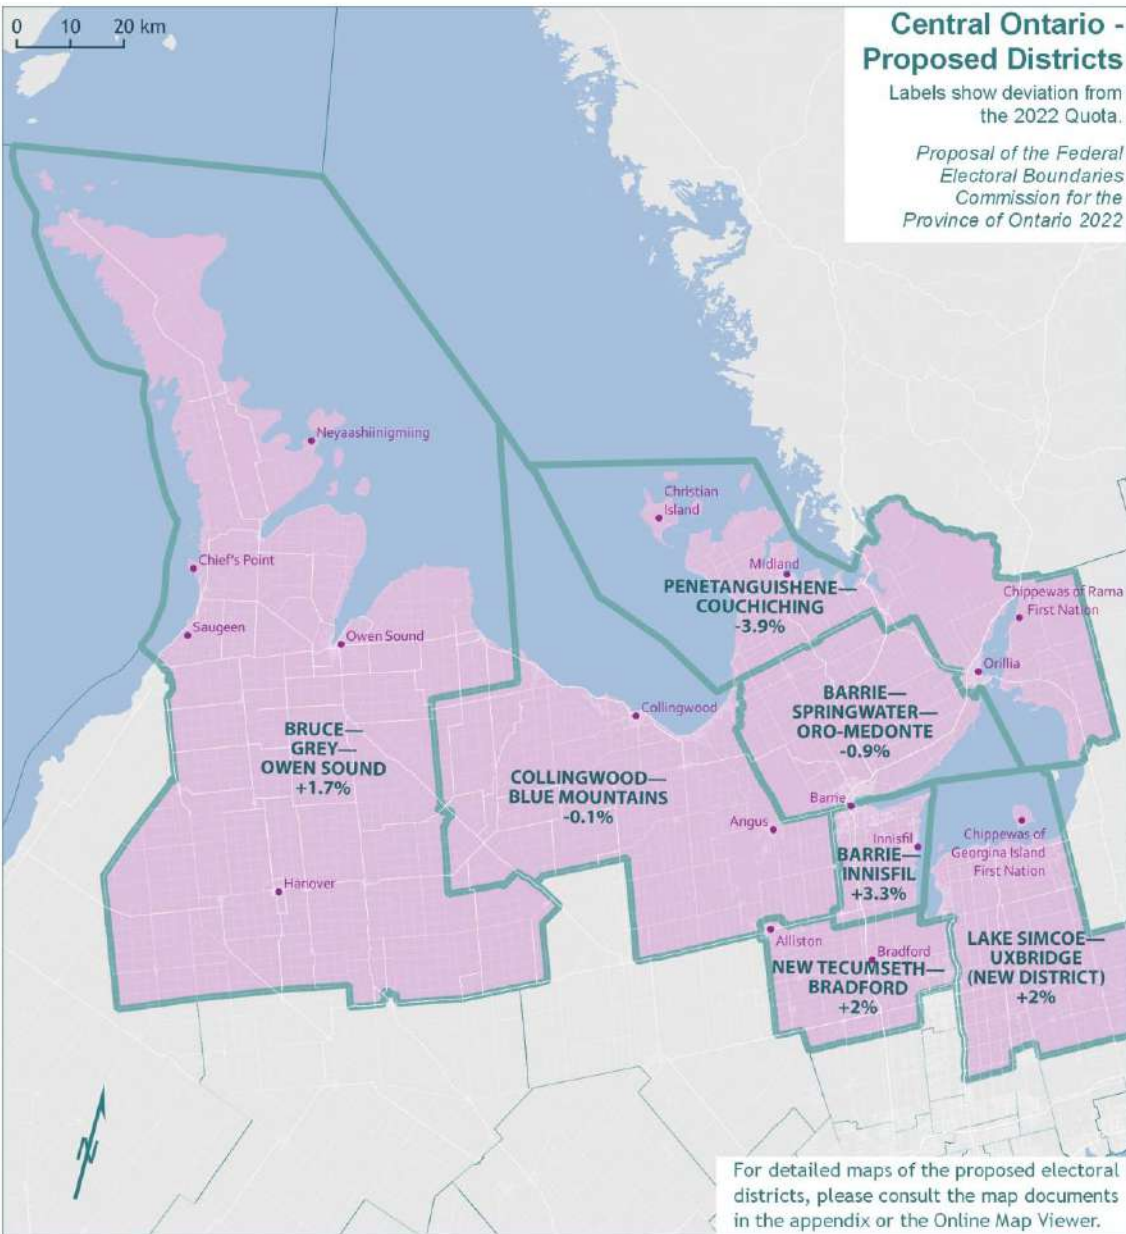 0 10 20 km
Central Ontario -
Proposed Districts
Labels show deviation from
the 2022 Quota.
Proposal of the Federal
Electoral Boundaries
Commission for the
Province of Ontario 2022
Neyaashiinigmiing
Christian
Island
Chief's Point
Midland
PENETANGUISHENE—
COUCHICHING
-3.9%
Chippewas of Rama
First Nation
Saugeen
Owen Sound
Orillia
Collingwood
BARRIE—
SPRINGWATER—
ORO-MEDONTE
-0.9%
BRUCE—
GREY—
OWEN SOUND
+1.7%
COLLINGWOOD—
BLUE MOUNTAINS
-0.1%
Barrie
Angus
Innisfil
BARRIE—
INNISFIL
+3.3%
Chippewas of
Georgina Island
First Nation
Hanover
Alliston
Bradford
NEW TECUMSETH—
BRADFORD
+2%
LAKE SIMCOE—
UXBRIDGE
(NEW DISTRICT)
+2%
N
For detailed maps of the proposed electoral
districts, please consult the map documents
in the appendix or the Online Map Viewer.